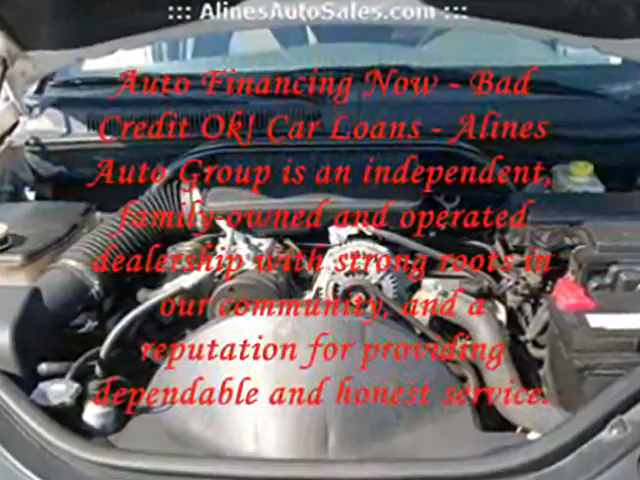 ::: AlinesAutoSales.com :::
Auto Financing Now - Bad
Credit Ok! Car Loans - Alines
Auto Group is an independent,
family-owned and operated
dealership with strong roots in
our community, and a
reputation for providing
dependable and honest service.